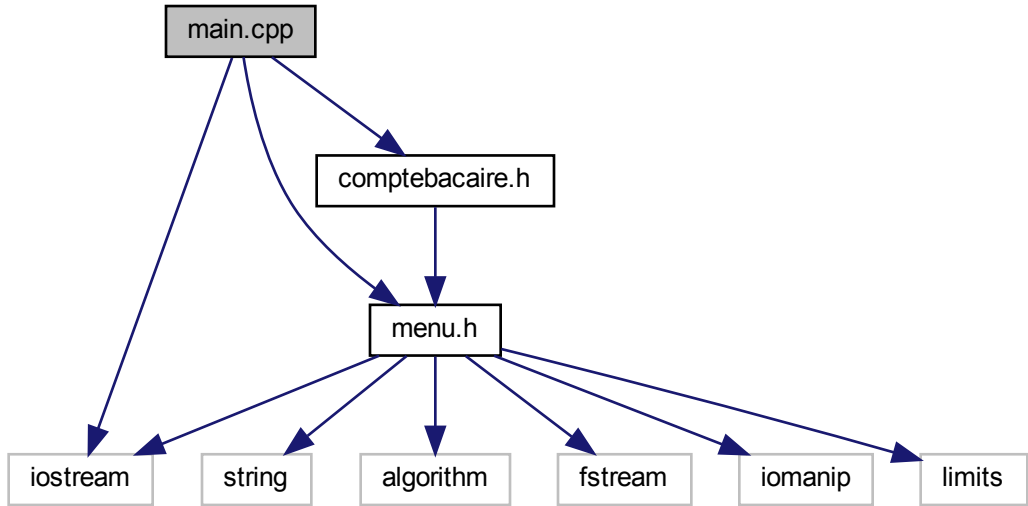 main.cpp
comptebacaire.h
menu.h
iostream
string
algorithm
fstream
iomanip
limits